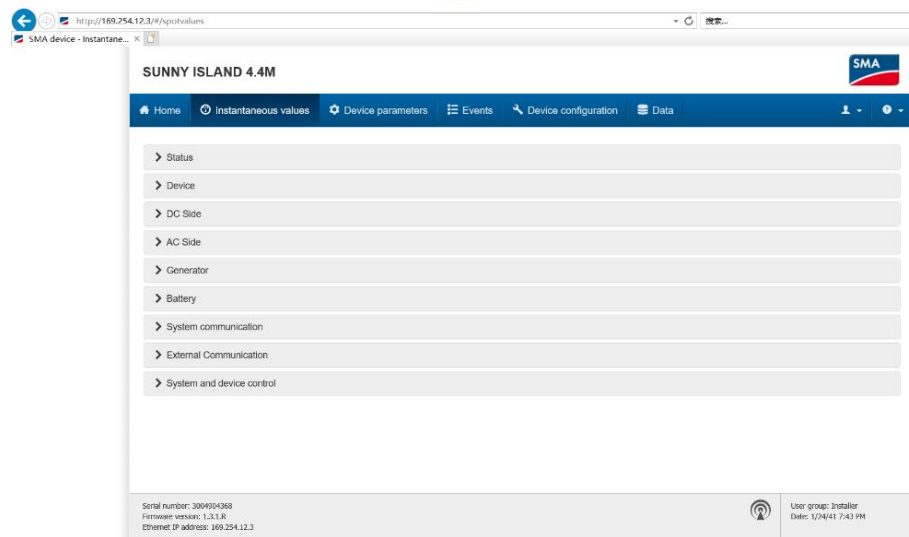 http://169.254.12.3/#/spotvalues
搜索...
SMA device - Instantane...
SUNNY ISLAND 4.4M
SMA
Home Instantaneous values Device parameters Events Device configuration Data
Status
Device
DC Side
AC Side
Generator
Battery
System communication
External Communication
System and device control
Serial number: 3004904368
Firmware version: 1.3.1.R
Ethernet IP address: 169.254.12.3
User group: Installer
Date: 1/24/41 7:43 PM